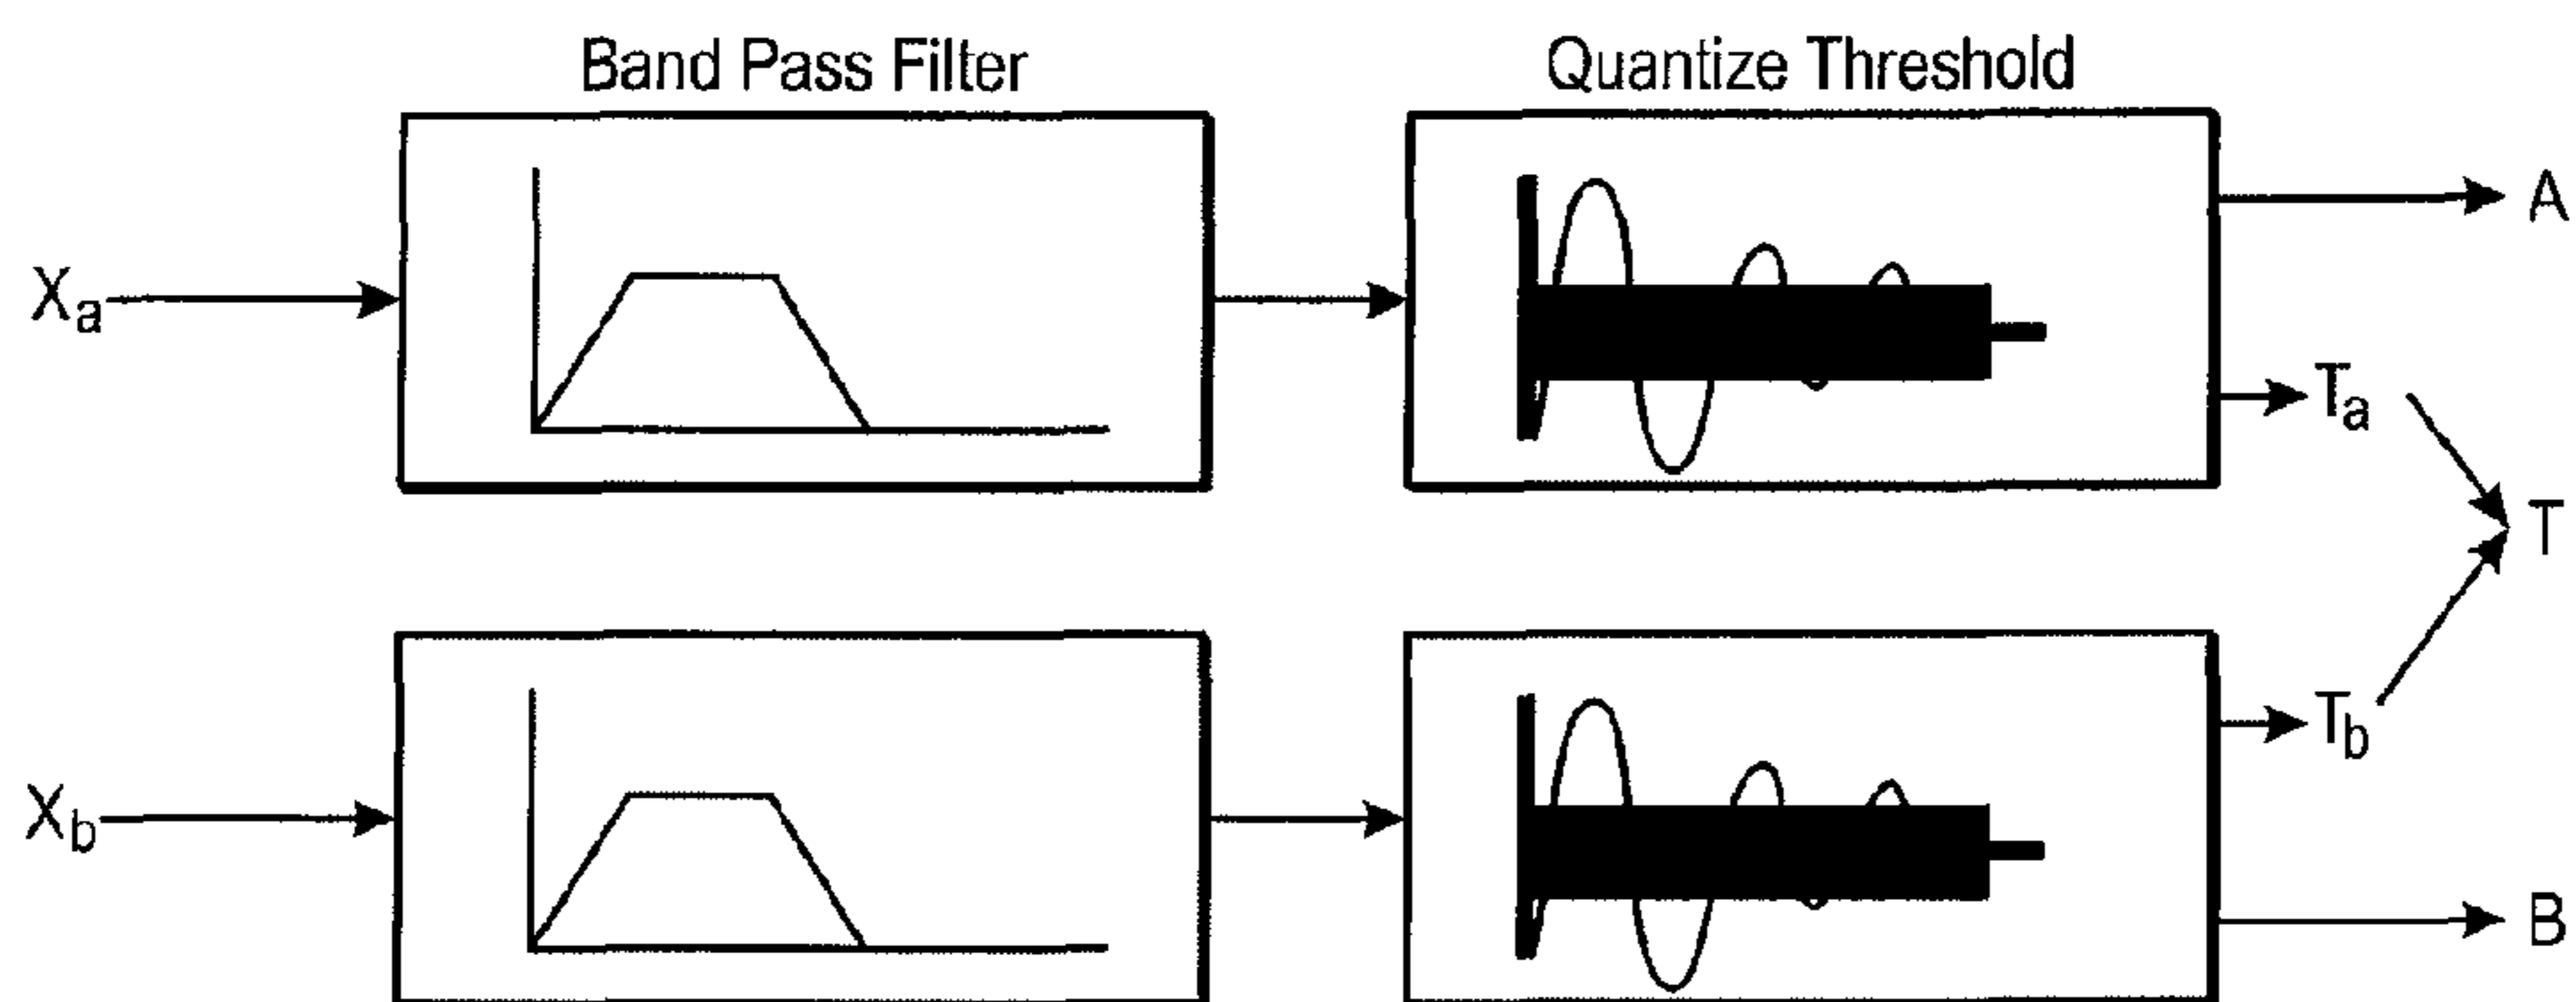 Band Pass Filter
Quantize Threshold
Xa
A
Ta
T
Xb
Tb
B